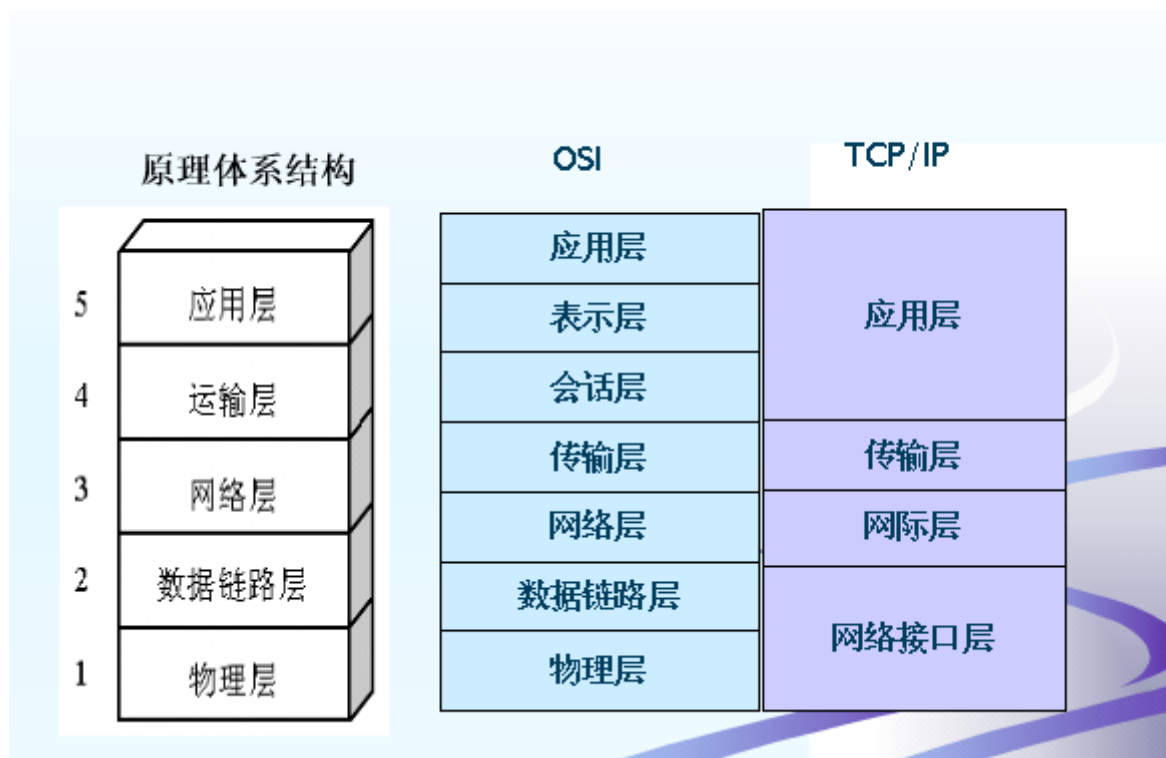 原理体系结构
5 应用层
4 运输层
3 网络层
2 数据链路层
1 物理层
OSI
应用层
表示层
会话层
传输层
网络层
数据链路层
物理层
TCP/IP
应用层
传输层
网际层
网络接口层